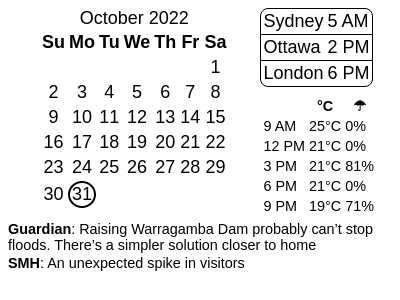 October 2022
Su Mo Tu We Th Fr Sa
1
2 3 4 5 6 7 8
9 10 11 12 13 14 15
16 17 18 19 20 21 22
23 24 25 26 27 28 29
30 31
Sydney 5 AM
Ottawa 2 PM
London 6 PM
°C ☂
9 AM 25°C 0%
12 PM 21°C 0%
3 PM 21°C 81%
6 PM 21°C 0%
9 PM 19°C 71%
Guardian: Raising Warragamba Dam probably can’t stop
floods. There’s a simpler solution closer to home
SMH: An unexpected spike in visitors